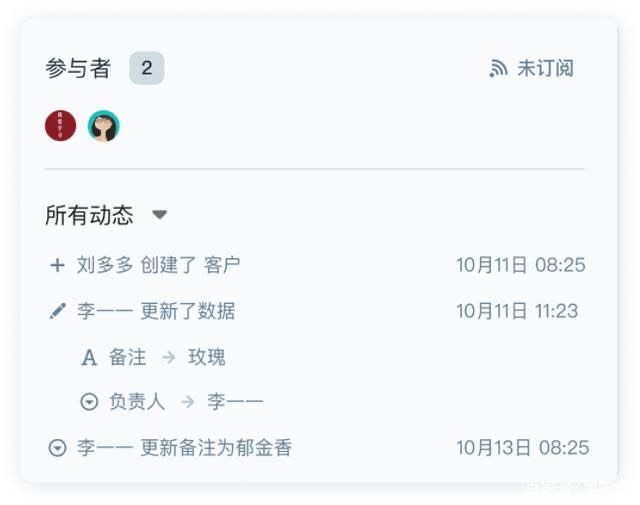 参与者 2 未订阅
所有动态
刘多多 创建了 客户 10月11日 08:25
李一一 更新了数据 10月11日 11:23
A 备注 → 玫瑰
负责人 → 李一一
李一一 更新备注为郁金香 10月13日 08:25